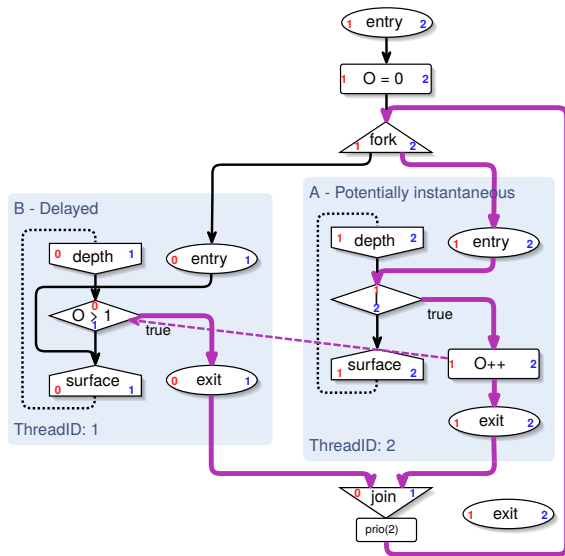 1 entry 2
1 O = 0 2
fork
1 2
B - Delayed
A - Potentially instantaneous
0 depth 1
0 entry 1
1 depth 2
1 entry 2
0
O > 1
1
true
1
2
true
surface
0 1
0 exit 1
surface
1 2
1 O++ 2
1 exit 2
ThreadID: 1
ThreadID: 2
0 join 1
prio(2)
1 exit 2